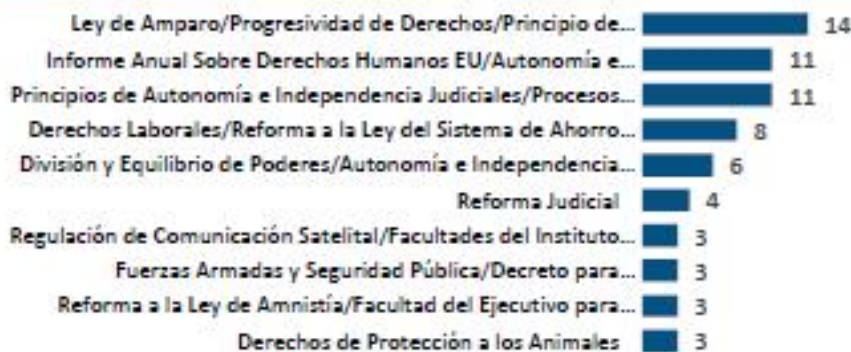 Ley de Amparo/Progresividad de Derechos/Principio de... 14
Informe Anual Sobre Derechos Humanos EU/Autonomía e... 11
Principios de Autonomía e Independencia Judiciales/Procesos... 11
Derechos Laborales/Reforma a la Ley del Sistema de Ahorro... 8
División y Equilibrio de Poderes/Autonomía e Independencia... 6
Reforma Judicial 4
Regulación de Comunicación Satelital/Facultades del Instituto... 3
Fuerzas Armadas y Seguridad Pública/Decreto para... 3
Reforma a la Ley de Amnistía/Facultad del Ejecutivo para... 3
Derechos de Protección a los Animales 3